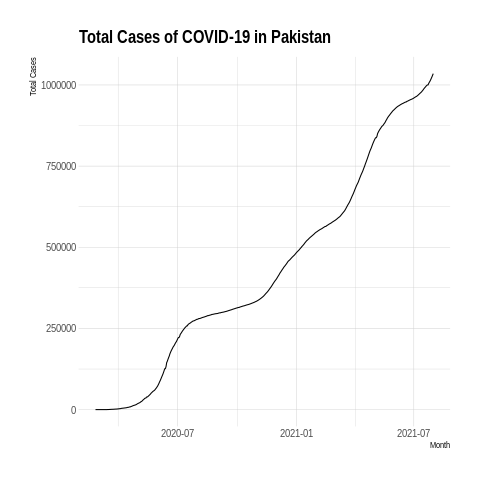 Total Cases of COVID-19 in Pakistan
Total Cases
1000000
750000
500000
250000
0
2020-07
2021-01
2021-07
Month